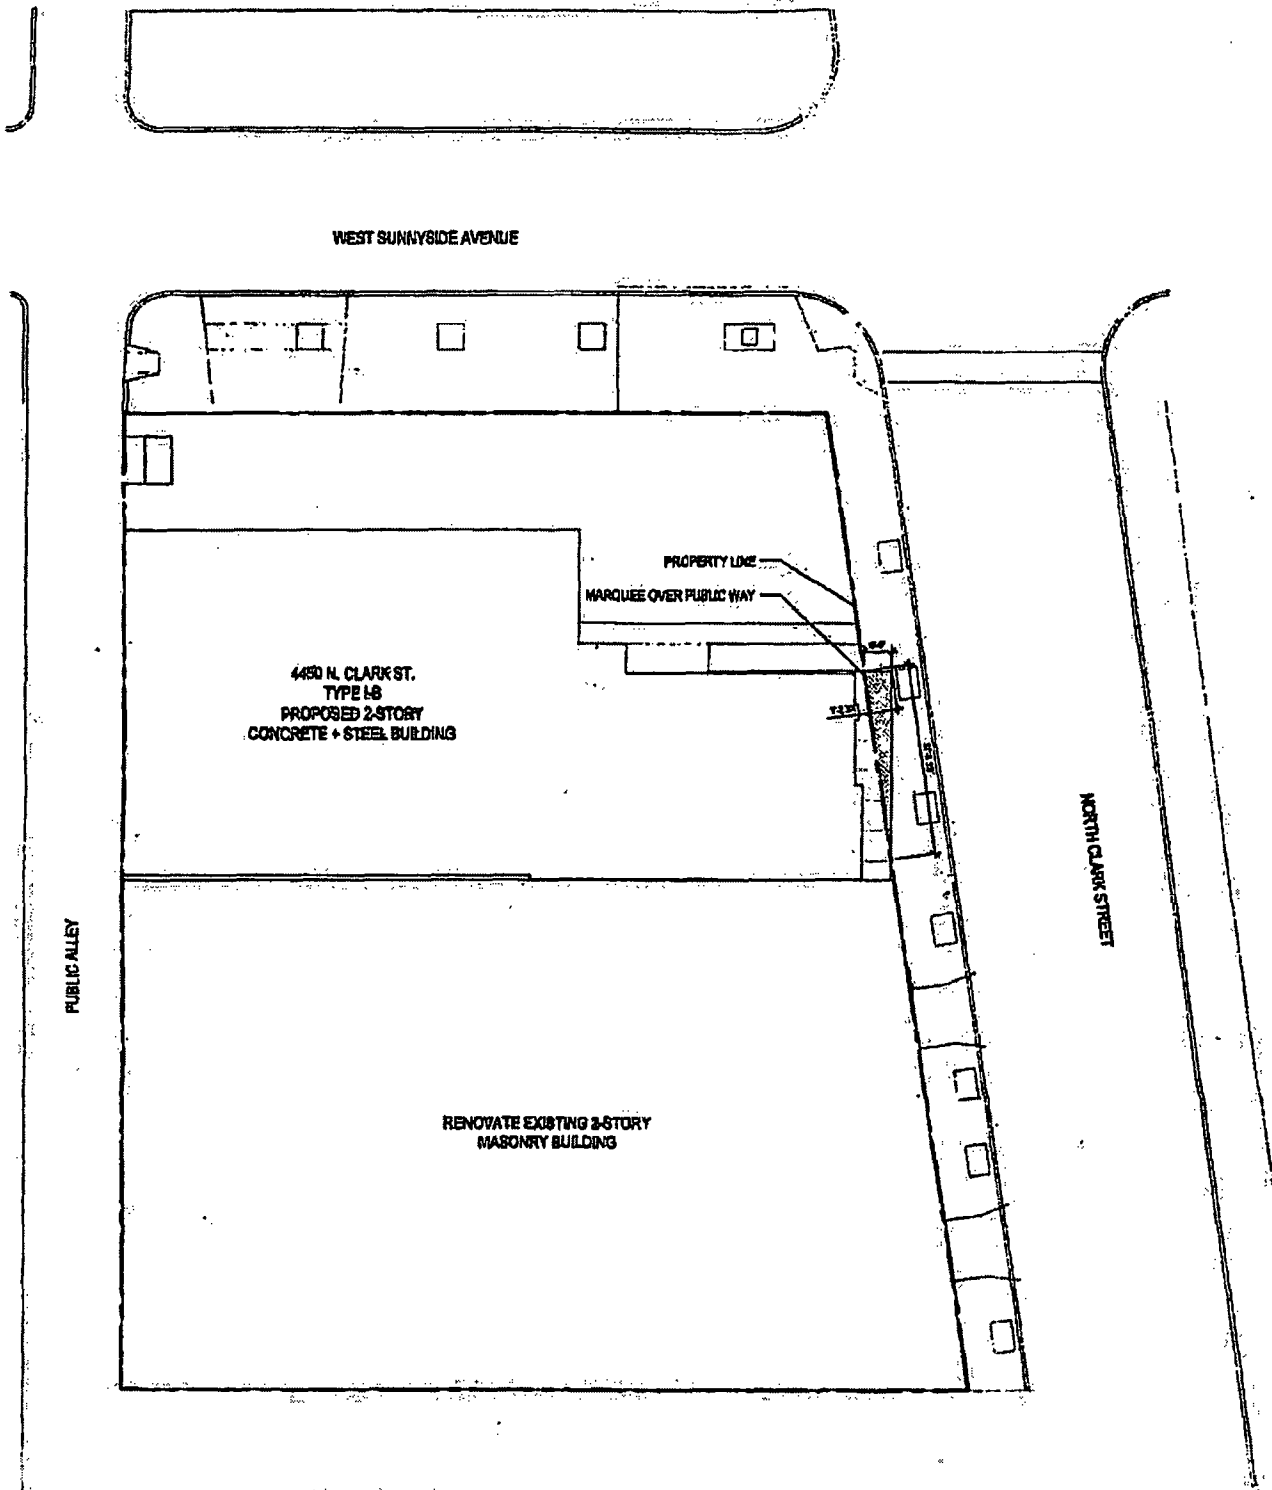 WEST SUNNYSIDE AVENUE
PROPERTY LINE
MARQUEE OVER PUBLIC WAY
4450 N. CLARK ST.
TYPE I-B
PROPOSED 2-STORY
CONCRETE + STEEL BUILDING
NORTH CLARK STREET
PUBLIC ALLEY
RENOVATE EXISTING 2-STORY
MASONRY BUILDING